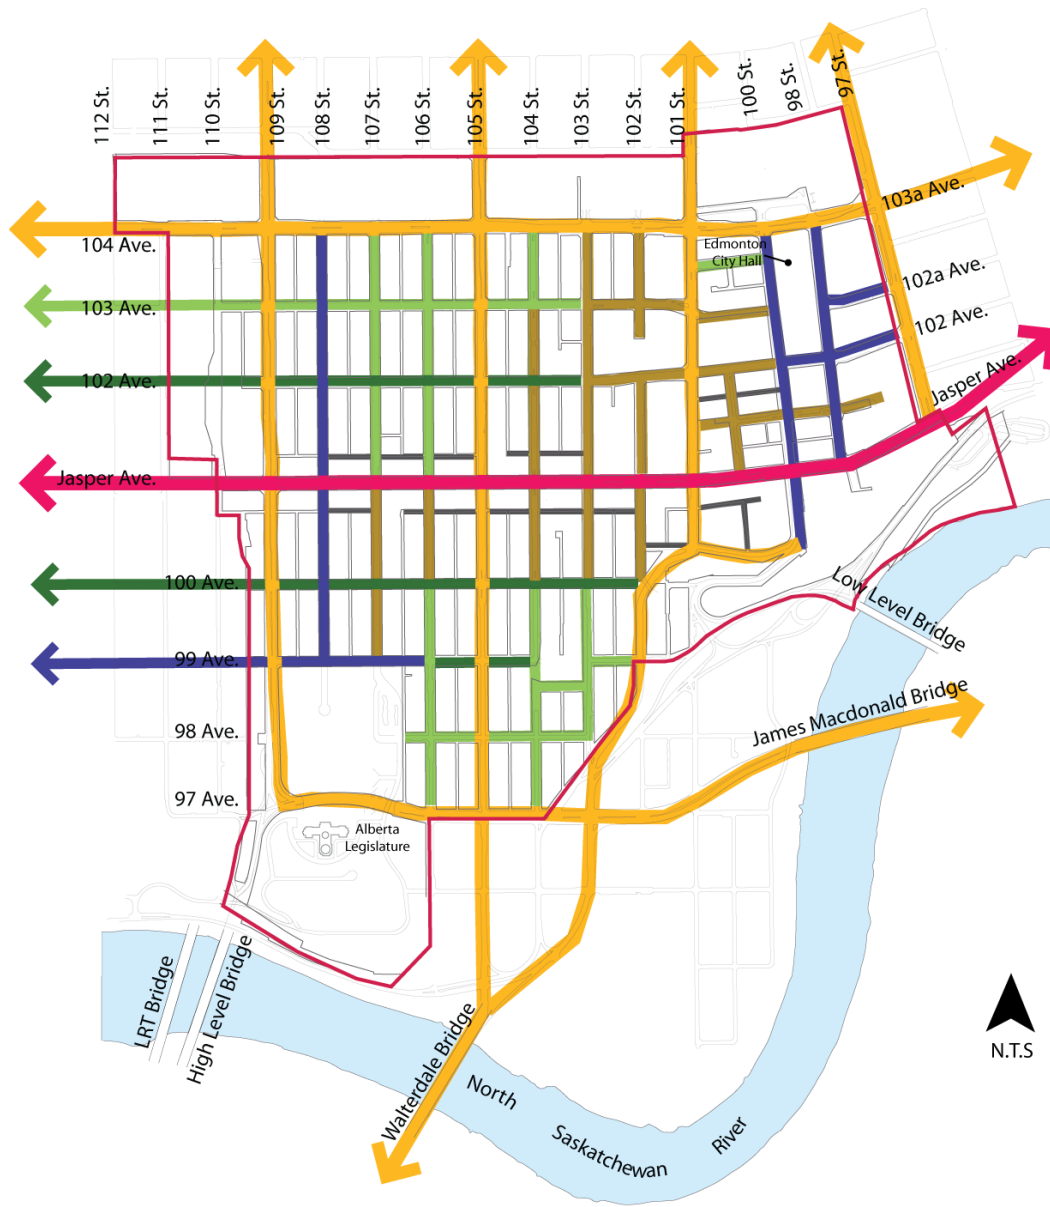 112 St.
111 St.
110 St.
109 St.
108 St.
107 St.
106 St.
105 St.
104 St.
103 St.
102 St.
101 St.
100 St.
98 St.
97 St.
103a Ave.
104 Ave.
Edmonton
City Hall
102a Ave.
103 Ave.
102 Ave.
102 Ave.
Jasper Ave.
Jasper Ave.
100 Ave.
Low Level Bridge
99 Ave.
James Macdonald Bridge
98 Ave.
97 Ave.
Alberta
Legislature
LRT Bridge
High Level Bridge
Walterdale Bridge
N.T.S
North
Saskatchewan
River